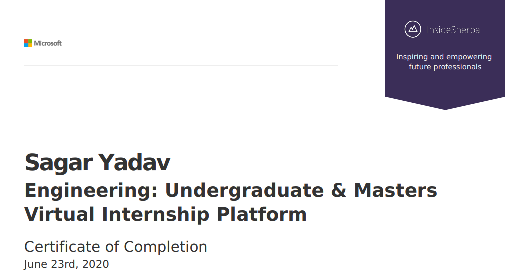 Microsoft
InsideSherpa
Inspiring and empowering
future professionals
Sagar Yadav
Engineering: Undergraduate & Masters
Virtual Internship Platform
Certificate of Completion
June 23rd, 2020